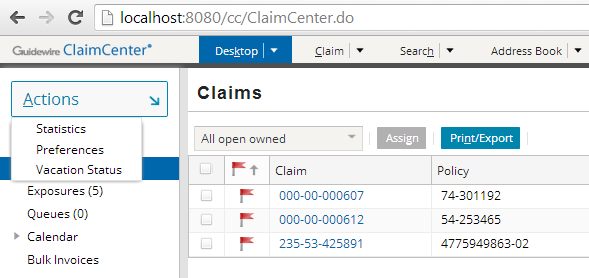 localhost:8080/cc/ClaimCenter.do
Guidewire ClaimCenter® Desktop Claim Search Address Book
Actions
Statistics
Preferences
Vacation Status
Exposures (5)
Queues (0)
Calendar
Bulk Invoices
Claims
All open owned Assign Print/Export
Claim Policy
000-00-000607 74-301192
000-00-000612 54-253465
235-53-425891 4775949863-02